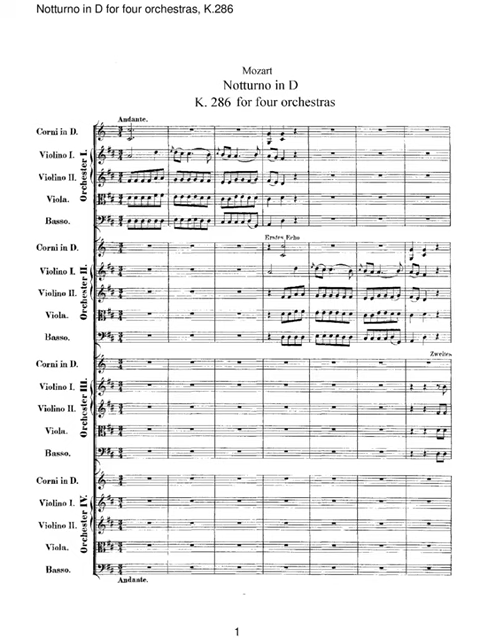 Notturno in D for four orchestras, K.286
Mozart
Notturno in D
K. 286 for four orchestras
Andante.
Corni in D.
Violino I.
Violino II.
Viola.
Basso.
Orchester I.
Erstes Echo
Corni in D.
Violino I.
Violino II.
Viola.
Basso.
Orchester II.
Zweites
Corni in D.
Violino I.
Violino II.
Viola.
Basso.
Orchester III.
Corni in D.
Violino I.
Violino II.
Viola.
Basso.
Orchester IV.
Andante.
1